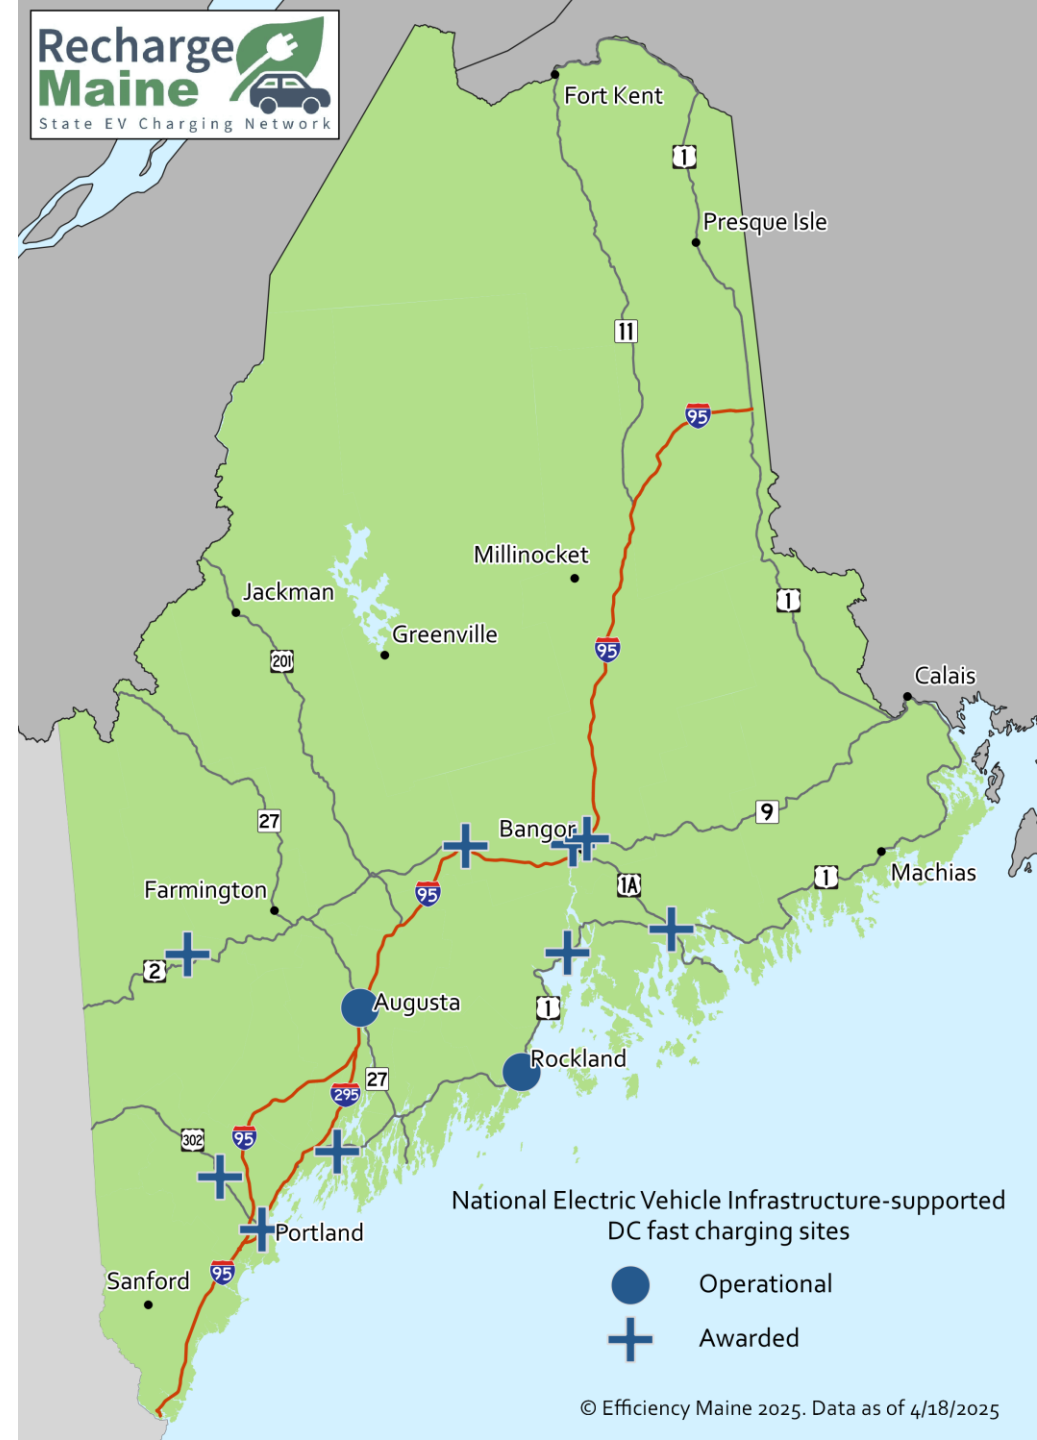 Recharge
Maine
State EV Charging Network
Fort Kent
1
Presque Isle
11
95
Millinocket
Jackman
1
Greenville
95
201
Calais
9
27
Bangor
1A
1
Machias
95
Farmington
2
Augusta
1
Rockland
27
295
302
95
National Electric Vehicle Infrastructure-supported
DC fast charging sites
Portland
95
Sanford
Operational
Awarded
© Efficiency Maine 2025. Data as of 4/18/2025